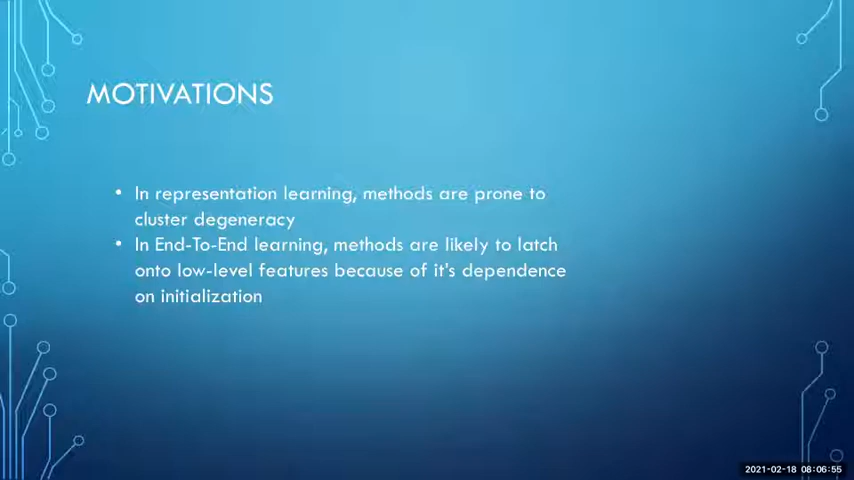 MOTIVATIONS
• In representation learning, methods are prone to
cluster degeneracy
• In End-To-End learning, methods are likely to latch
onto low-level features because of it's dependence
on initialization
2021-02-18 08:06:55